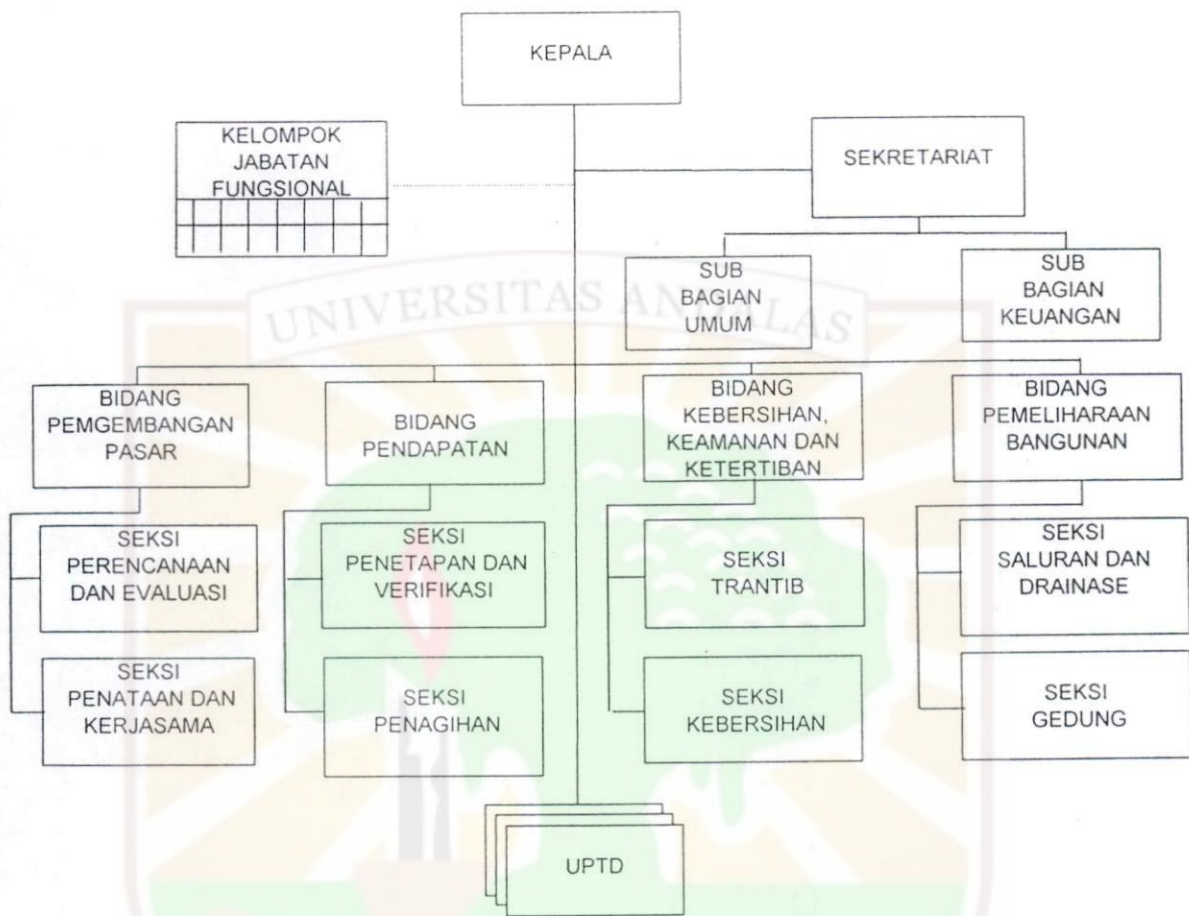 KEPALA
KELOMPOK
JABATAN
FUNGSIONAL
SEKRETARIAT
SUB
BAGIAN
UMUM
SUB
BAGIAN
KEUANGAN
UNIVERSITAS ANDALAS
BIDANG
PEMGEMBANGAN
PASAR
BIDANG
PENDAPATAN
BIDANG
KEBERSIHAN,
KEAMANAN DAN
KETERTIBAN
BIDANG
PEMELIHARAAN
BANGUNAN
SEKSI
PERENCANAAN
DAN EVALUASI
SEKSI
PENETAPAN DAN
VERIFIKASI
SEKSI
TRANTIB
SEKSI
SALURAN DAN
DRAINASE
SEKSI
PENATAAN DAN
KERJASAMA
SEKSI
PENAGIHAN
SEKSI
KEBERSIHAN
SEKSI
GEDUNG
UPTD